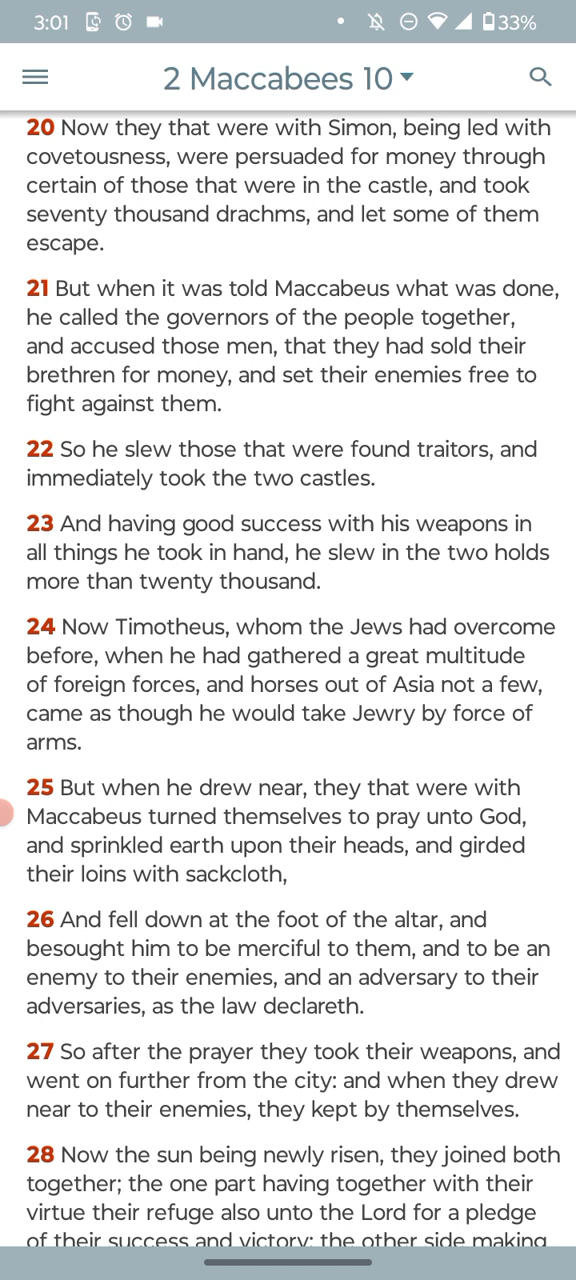 3:01
33%
2 Maccabees 10
20 Now they that were with Simon, being led with
covetousness, were persuaded for money through
certain of those that were in the castle, and took
seventy thousand drachms, and let some of them
escape.
21 But when it was told Maccabeus what was done,
he called the governors of the people together,
and accused those men, that they had sold their
brethren for money, and set their enemies free to
fight against them.
22 So he slew those that were found traitors, and
immediately took the two castles.
23 And having good success with his weapons in
all things he took in hand, he slew in the two holds
more than twenty thousand.
24 Now Timotheus, whom the Jews had overcome
before, when he had gathered a great multitude
of foreign forces, and horses out of Asia not a few,
came as though he would take Jewry by force of
arms.
25 But when he drew near, they that were with
Maccabeus turned themselves to pray unto God,
and sprinkled earth upon their heads, and girded
their loins with sackcloth,
26 And fell down at the foot of the altar, and
besought him to be merciful to them, and to be an
enemy to their enemies, and an adversary to their
adversaries, as the law declareth.
27 So after the prayer they took their weapons, and
went on further from the city: and when they drew
near to their enemies, they kept by themselves.
28 Now the sun being newly risen, they joined both
together; the one part having together with their
virtue their refuge also unto the Lord for a pledge
of their success and victory: the other side making